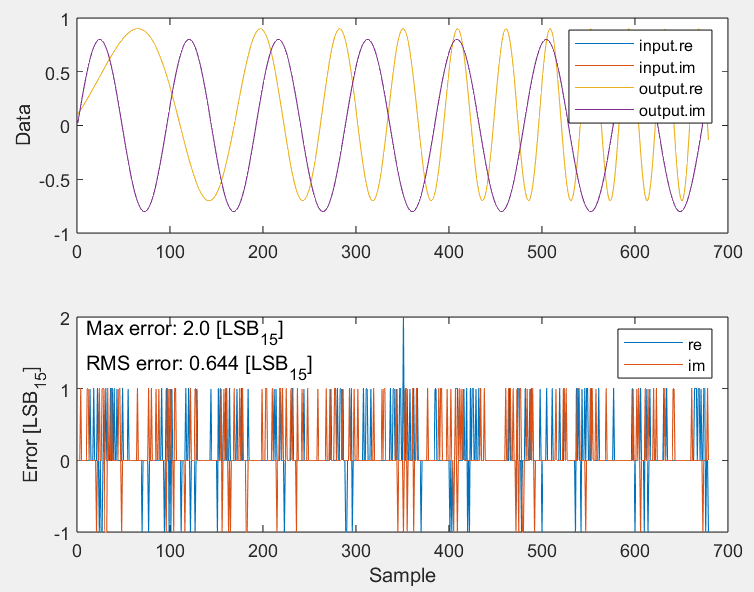 1
0.5
0
-0.5
-1
Data
0 100 200 300 400 500 600 700
input.re
input.im
output.re
output.im
2
1
0
-1
Error [LSB15]
Max error: 2.0 [LSB15]
RMS error: 0.644 [LSB15]
re
im
0 100 200 300 400 500 600 700
Sample